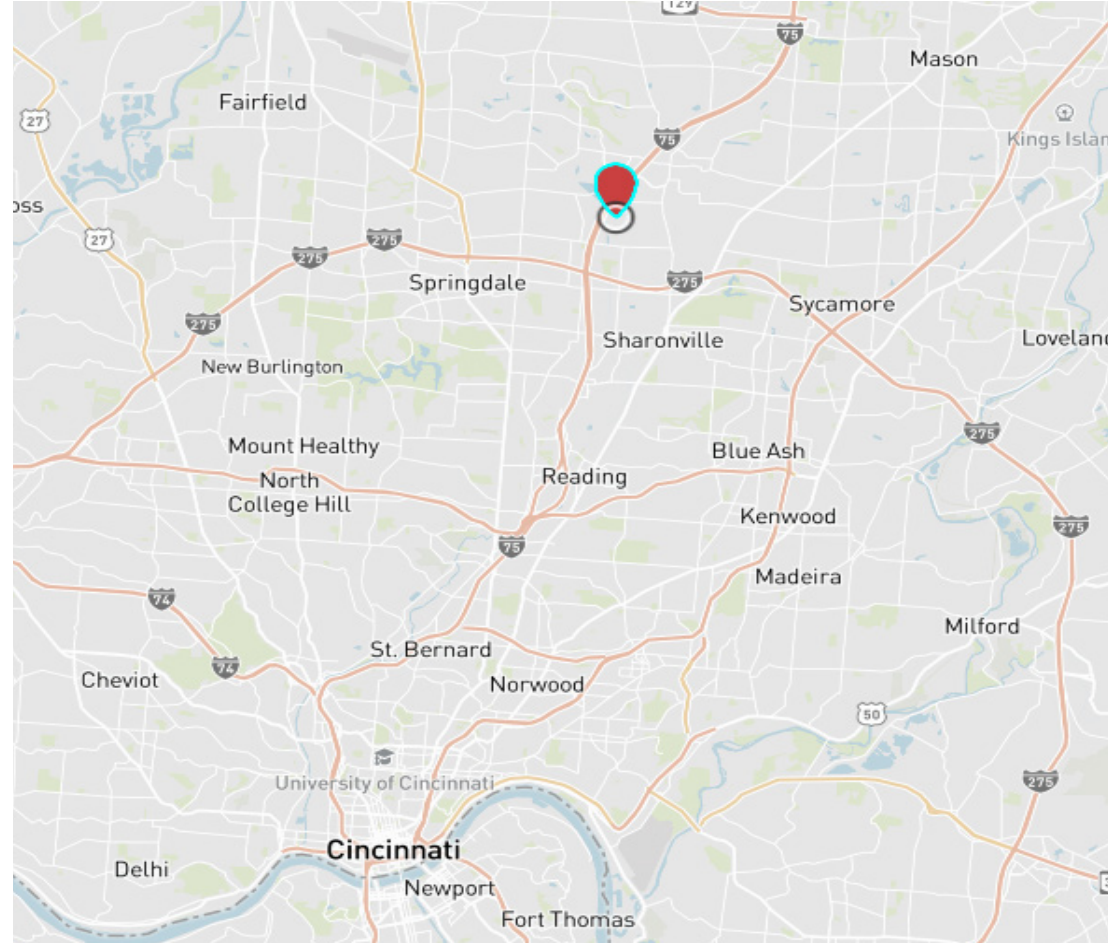 129
75
Mason
Fairfield
27
Kings Islan
75
oss
27
275
275
275
Springdale
Sycamore
275
Sharonville
Loveland
New Burlington
275
Mount Healthy
Blue Ash
North
College Hill
Reading
Kenwood
275
75
Madeira
74
Milford
St. Bernard
74
Cheviot
Norwood
50
University of Cincinnati
275
Cincinnati
Delhi
Newport
3
Fort Thomas